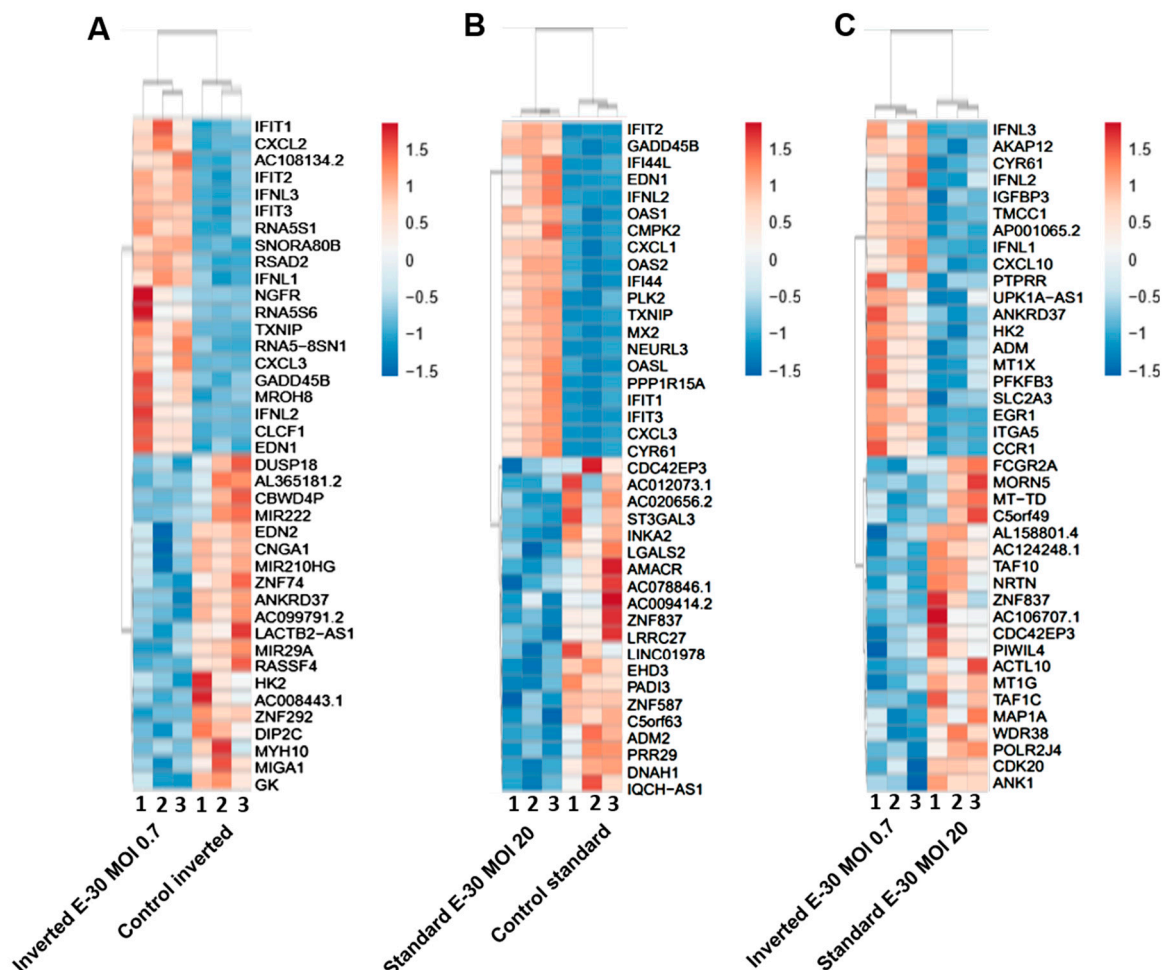 A
IFIT1
CXCL2
AC108134.2
IFIT2
IFNL3
IFIT3
RNA5S1
SNORA80B
RSAD2
IFNL1
NGFR
RNA5S6
TXNIP
RNA5-8SN1
CXCL3
GADD45B
MROH8
IFNL2
CLCF1
EDN1
DUSP18
AL365181.2
CBWD4P
MIR222
EDN2
CNGA1
MIR210HG
ZNF74
ANKRD37
AC099791.2
LACTB2-AS1
MIR29A
RASSF4
HK2
AC008443.1
ZNF292
DIP2C
MYH10
MIGA1
GK
1.5
1
0.5
0
−0.5
−1
−1.5
1 2 3 1 2 3
Inverted E-30 MOI 0.7
Control inverted
B
IFIT2
GADD45B
IFI44L
EDN1
IFNL2
OAS1
CMPK2
CXCL1
OAS2
IFI44
PLK2
TXNIP
MX2
NEURL3
OASL
PPP1R15A
IFIT1
IFIT3
CXCL3
CYR61
CDC42EP3
AC012073.1
AC020656.2
ST3GAL3
INKA2
LGALS2
AMACR
AC078846.1
AC009414.2
ZNF837
LRRC27
LINC01978
EHD3
PADI3
ZNF587
C5orf63
ADM2
PRR29
DNAH1
IQCH-AS1
1.5
1
0.5
0
−0.5
−1
−1.5
1 2 3 1 2 3
Standard E-30 MOI 20
Control standard
C
IFNL3
AKAP12
CYR61
IFNL2
IGFBP3
TMCC1
AP001065.2
IFNL1
CXCL10
PTPRR
UPK1A-AS1
ANKRD37
HK2
ADM
MT1X
PFKFB3
SLC2A3
EGR1
ITGA5
CCR1
FCGR2A
MORN5
MT-TD
C5orf49
AL158801.4
AC124248.1
TAF10
NRTN
ZNF837
AC106707.1
CDC42EP3
PIWIL4
ACTL10
MT1G
TAF1C
MAP1A
WDR38
POLR2J4
CDK20
ANK1
1.5
1
0.5
0
−0.5
−1
−1.5
1 2 3 1 2 3
Inverted E-30 MOI 0.7
Standard E-30 MOI 20